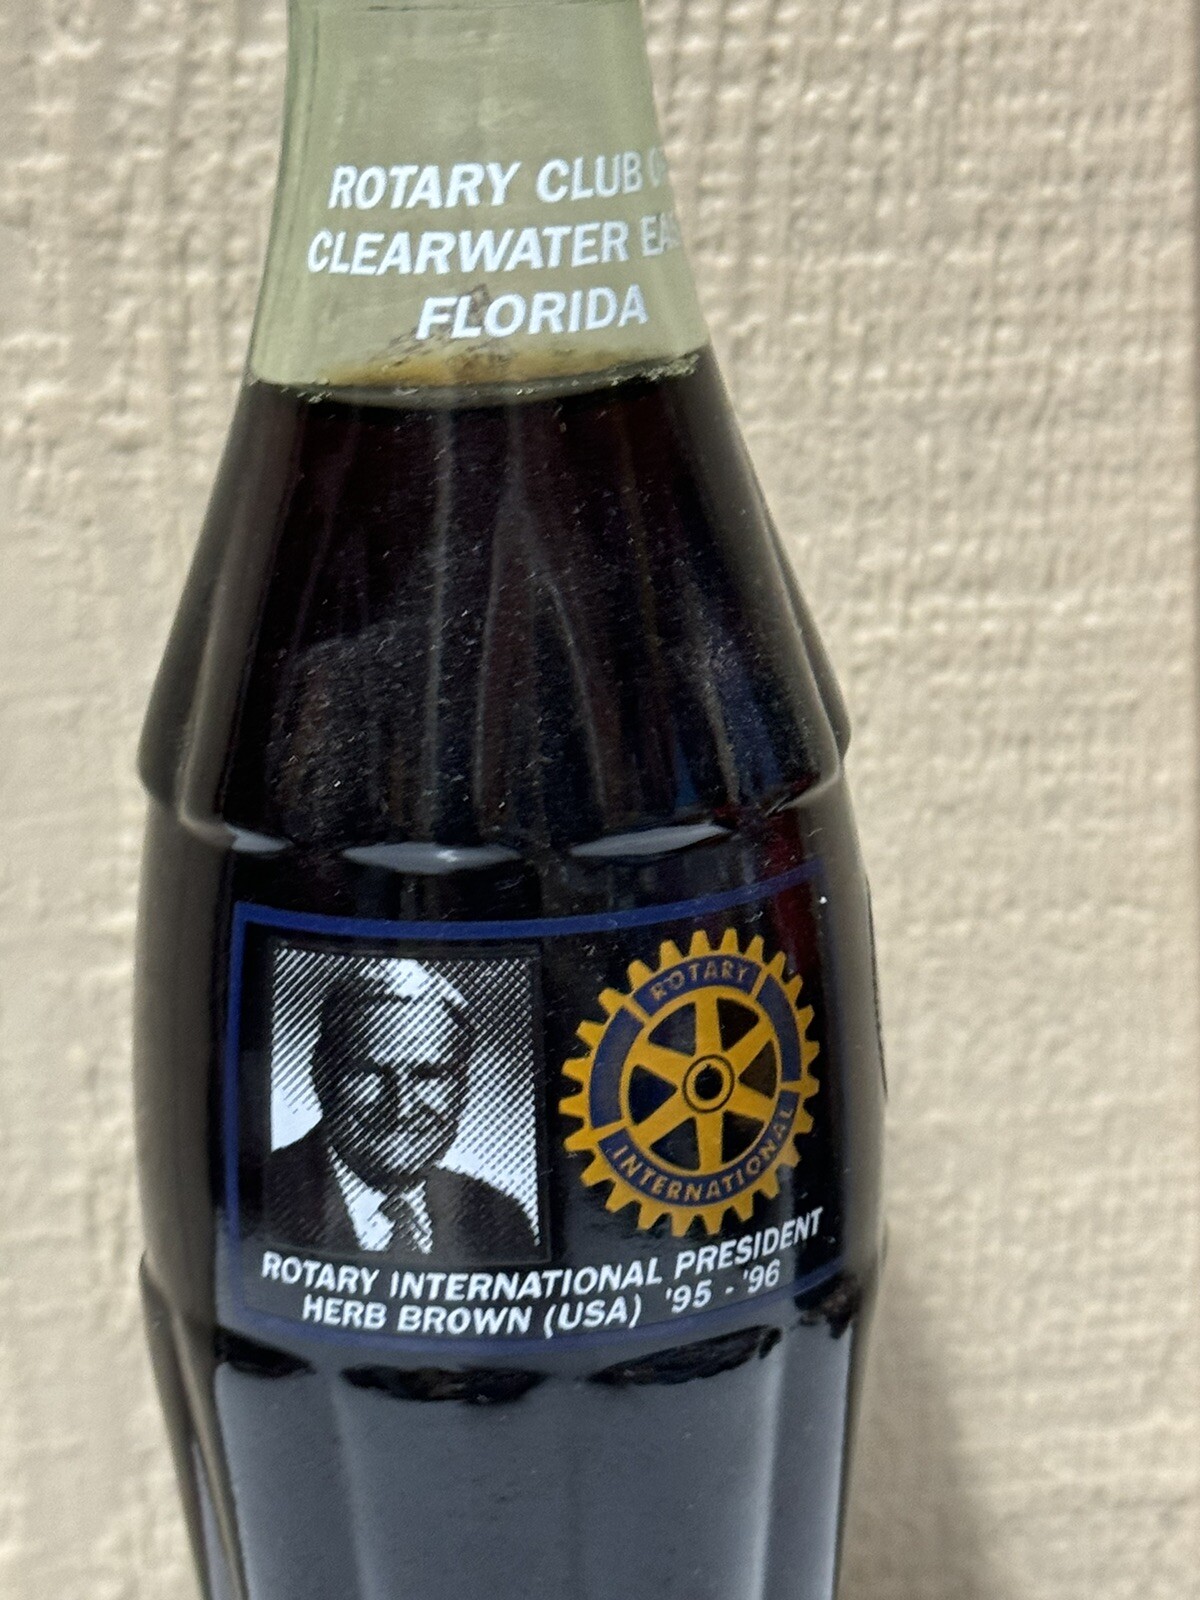 ROTARY CLUB
CLEARWATER
FLORIDA
ROTARY
INTERNATIONAL
ROTARY INTERNATIONAL PRESIDENT
HERB BROWN (USA) '95 - '96